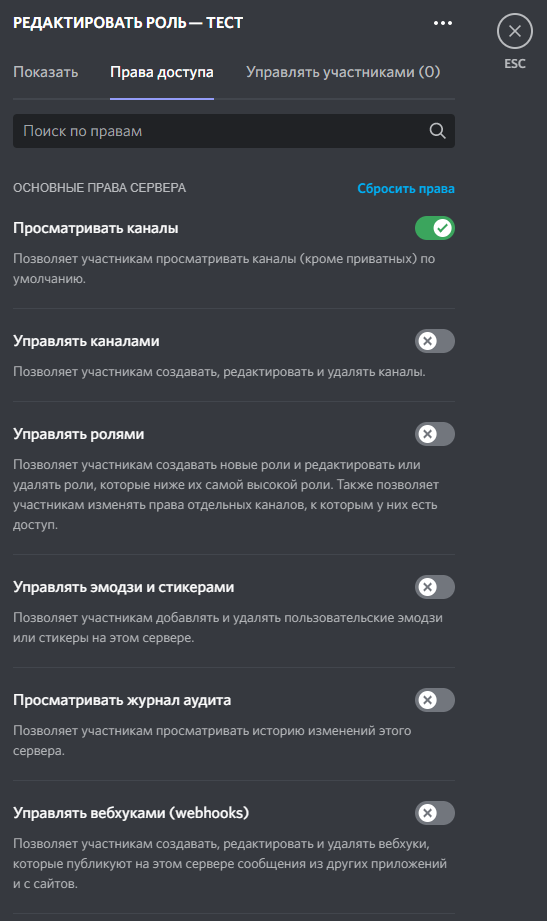 РЕДАКТИРОВАТЬ РОЛЬ — ТЕСТ
ESC
Показать Права доступа Управлять участниками (0)
Поиск по правам
ОСНОВНЫЕ ПРАВА СЕРВЕРА Сбросить права
Просматривать каналы
Позволяет участникам просматривать каналы (кроме приватных) по
умолчанию.
Управлять каналами
Позволяет участникам создавать, редактировать и удалять каналы.
Управлять ролями
Позволяет участникам создавать новые роли и редактировать или
удалять роли, которые ниже их самой высокой роли. Также позволяет
участникам изменять права отдельных каналов, к которым у них есть
доступ.
Управлять эмодзи и стикерами
Позволяет участникам добавлять и удалять пользовательские эмодзи
или стикеры на этом сервере.
Просматривать журнал аудита
Позволяет участникам просматривать историю изменений этого
сервера.
Управлять вебхуками (webhooks)
Позволяет участникам создавать, редактировать и удалять вебхуки,
которые публикуют на этом сервере сообщения из других приложений
и с сайтов.